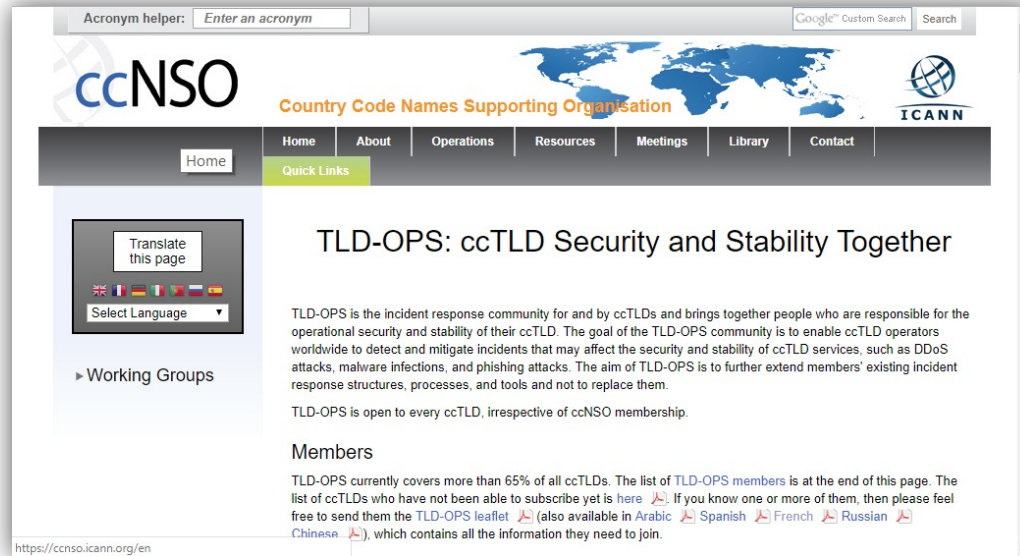 Acronym helper: Enter an acronym
Google™ Custom Search Search
ccNSO
Country Code Names Supporting Organisation
ICANN
Home About Operations Resources Meetings Library Contact
Home
Quick Links
Translate
this page
Select Language
Working Groups
TLD-OPS: ccTLD Security and Stability Together
TLD-OPS is the incident response community for and by ccTLDs and brings together people who are responsible for the
operational security and stability of their ccTLD. The goal of the TLD-OPS community is to enable ccTLD operators
worldwide to detect and mitigate incidents that may affect the security and stability of ccTLD services, such as DDoS
attacks, malware infections, and phishing attacks. The aim of TLD-OPS is to further extend members' existing incident
response structures, processes, and tools and not to replace them.
TLD-OPS is open to every ccTLD, irrespective of ccNSO membership.
Members
TLD-OPS currently covers more than 65% of all ccTLDs. The list of TLD-OPS members is at the end of this page. The
list of ccTLDs who have not been able to subscribe yet is here . If you know one or more of them, then please feel
free to send them the TLD-OPS leaflet (also available in Arabic Spanish French Russian
Chinese ), which contains all the information they need to join.
https://ccnso.icann.org/en